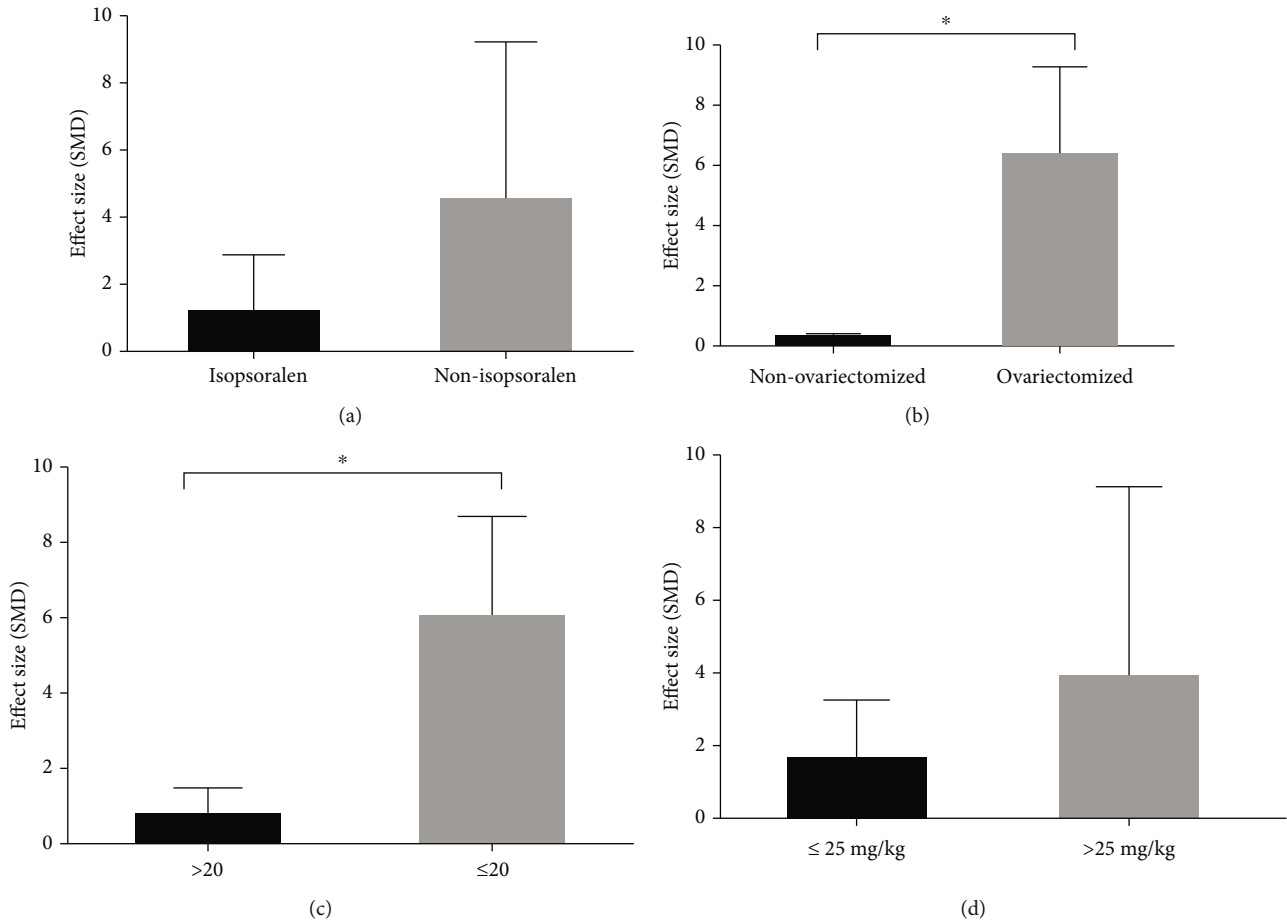 10
8
6
4
2
0
Effect size (SMD)
Isopsoralen Non-isopsoralen
(a)
*
10
8
6
4
2
0
Effect size (SMD)
Non-ovariectomized Ovariectomized
(b)
*
10
8
6
4
2
0
Effect size (SMD)
>20 ≤20
(c)
10
8
6
4
2
0
Effect size (SMD)
≤ 25 mg/kg >25 mg/kg
(d)